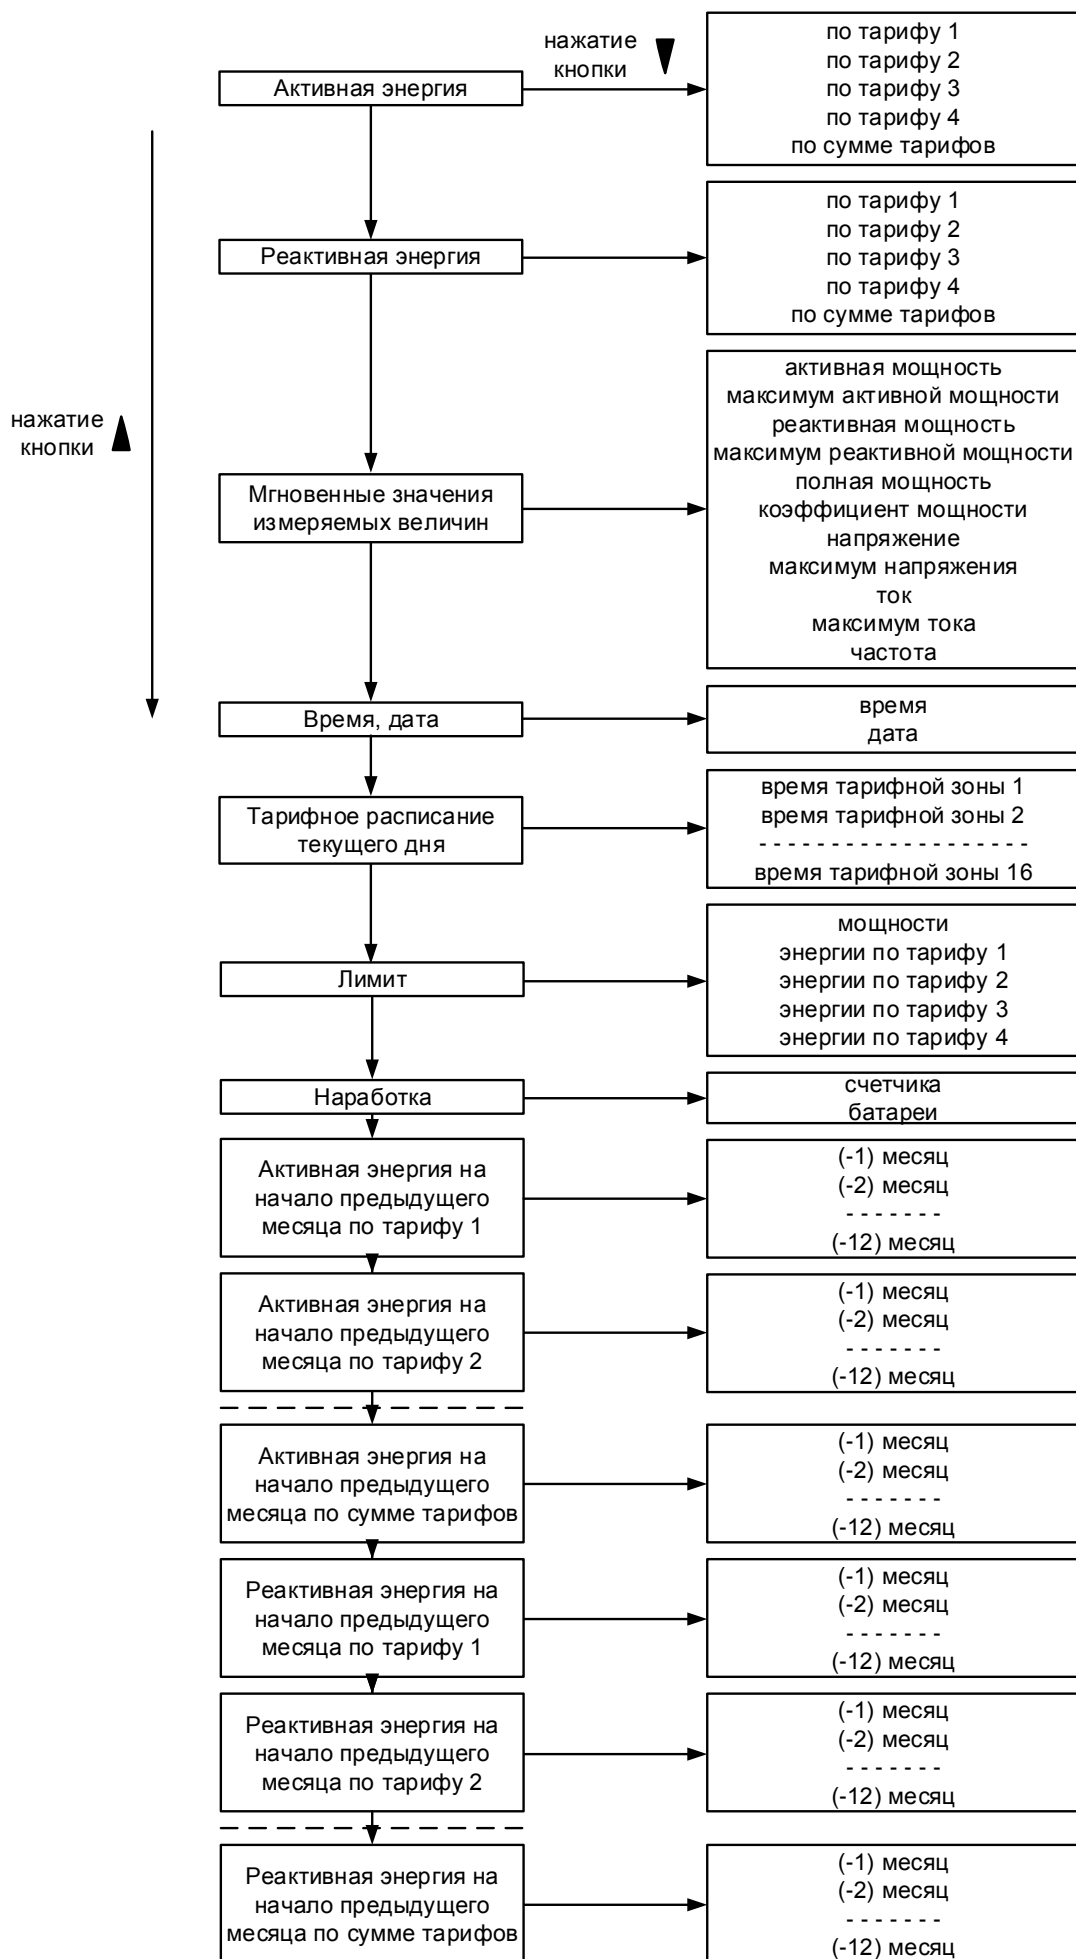 нажатие
кнопки
Активная энергия
по тарифу 1
по тарифу 2
по тарифу 3
по тарифу 4
по сумме тарифов
Реактивная энергия
по тарифу 1
по тарифу 2
по тарифу 3
по тарифу 4
по сумме тарифов
нажатие
кнопки
Мгновенные значения
измеряемых величин
активная мощность
максимум активной мощности
реактивная мощность
максимум реактивной мощности
полная мощность
коэффициент мощности
напряжение
максимум напряжения
ток
максимум тока
частота
Время, дата
время
дата
Тарифное расписание
текущего дня
время тарифной зоны 1
время тарифной зоны 2
- - - - - - - - - - - - - - - - - - -
время тарифной зоны 16
Лимит
мощности
энергии по тарифу 1
энергии по тарифу 2
энергии по тарифу 3
энергии по тарифу 4
Наработка
счетчика
батареи
Активная энергия на
начало предыдущего
месяца по тарифу 1
(-1) месяц
(-2) месяц
- - - - - - -
(-12) месяц
Активная энергия на
начало предыдущего
месяца по тарифу 2
(-1) месяц
(-2) месяц
- - - - - - -
(-12) месяц
Активная энергия на
начало предыдущего
месяца по сумме тарифов
(-1) месяц
(-2) месяц
- - - - - - -
(-12) месяц
Реактивная энергия на
начало предыдущего
месяца по тарифу 1
(-1) месяц
(-2) месяц
- - - - - - -
(-12) месяц
Реактивная энергия на
начало предыдущего
месяца по тарифу 2
(-1) месяц
(-2) месяц
- - - - - - -
(-12) месяц
Реактивная энергия на
начало предыдущего
месяца по сумме тарифов
(-1) месяц
(-2) месяц
- - - - - - -
(-12) месяц